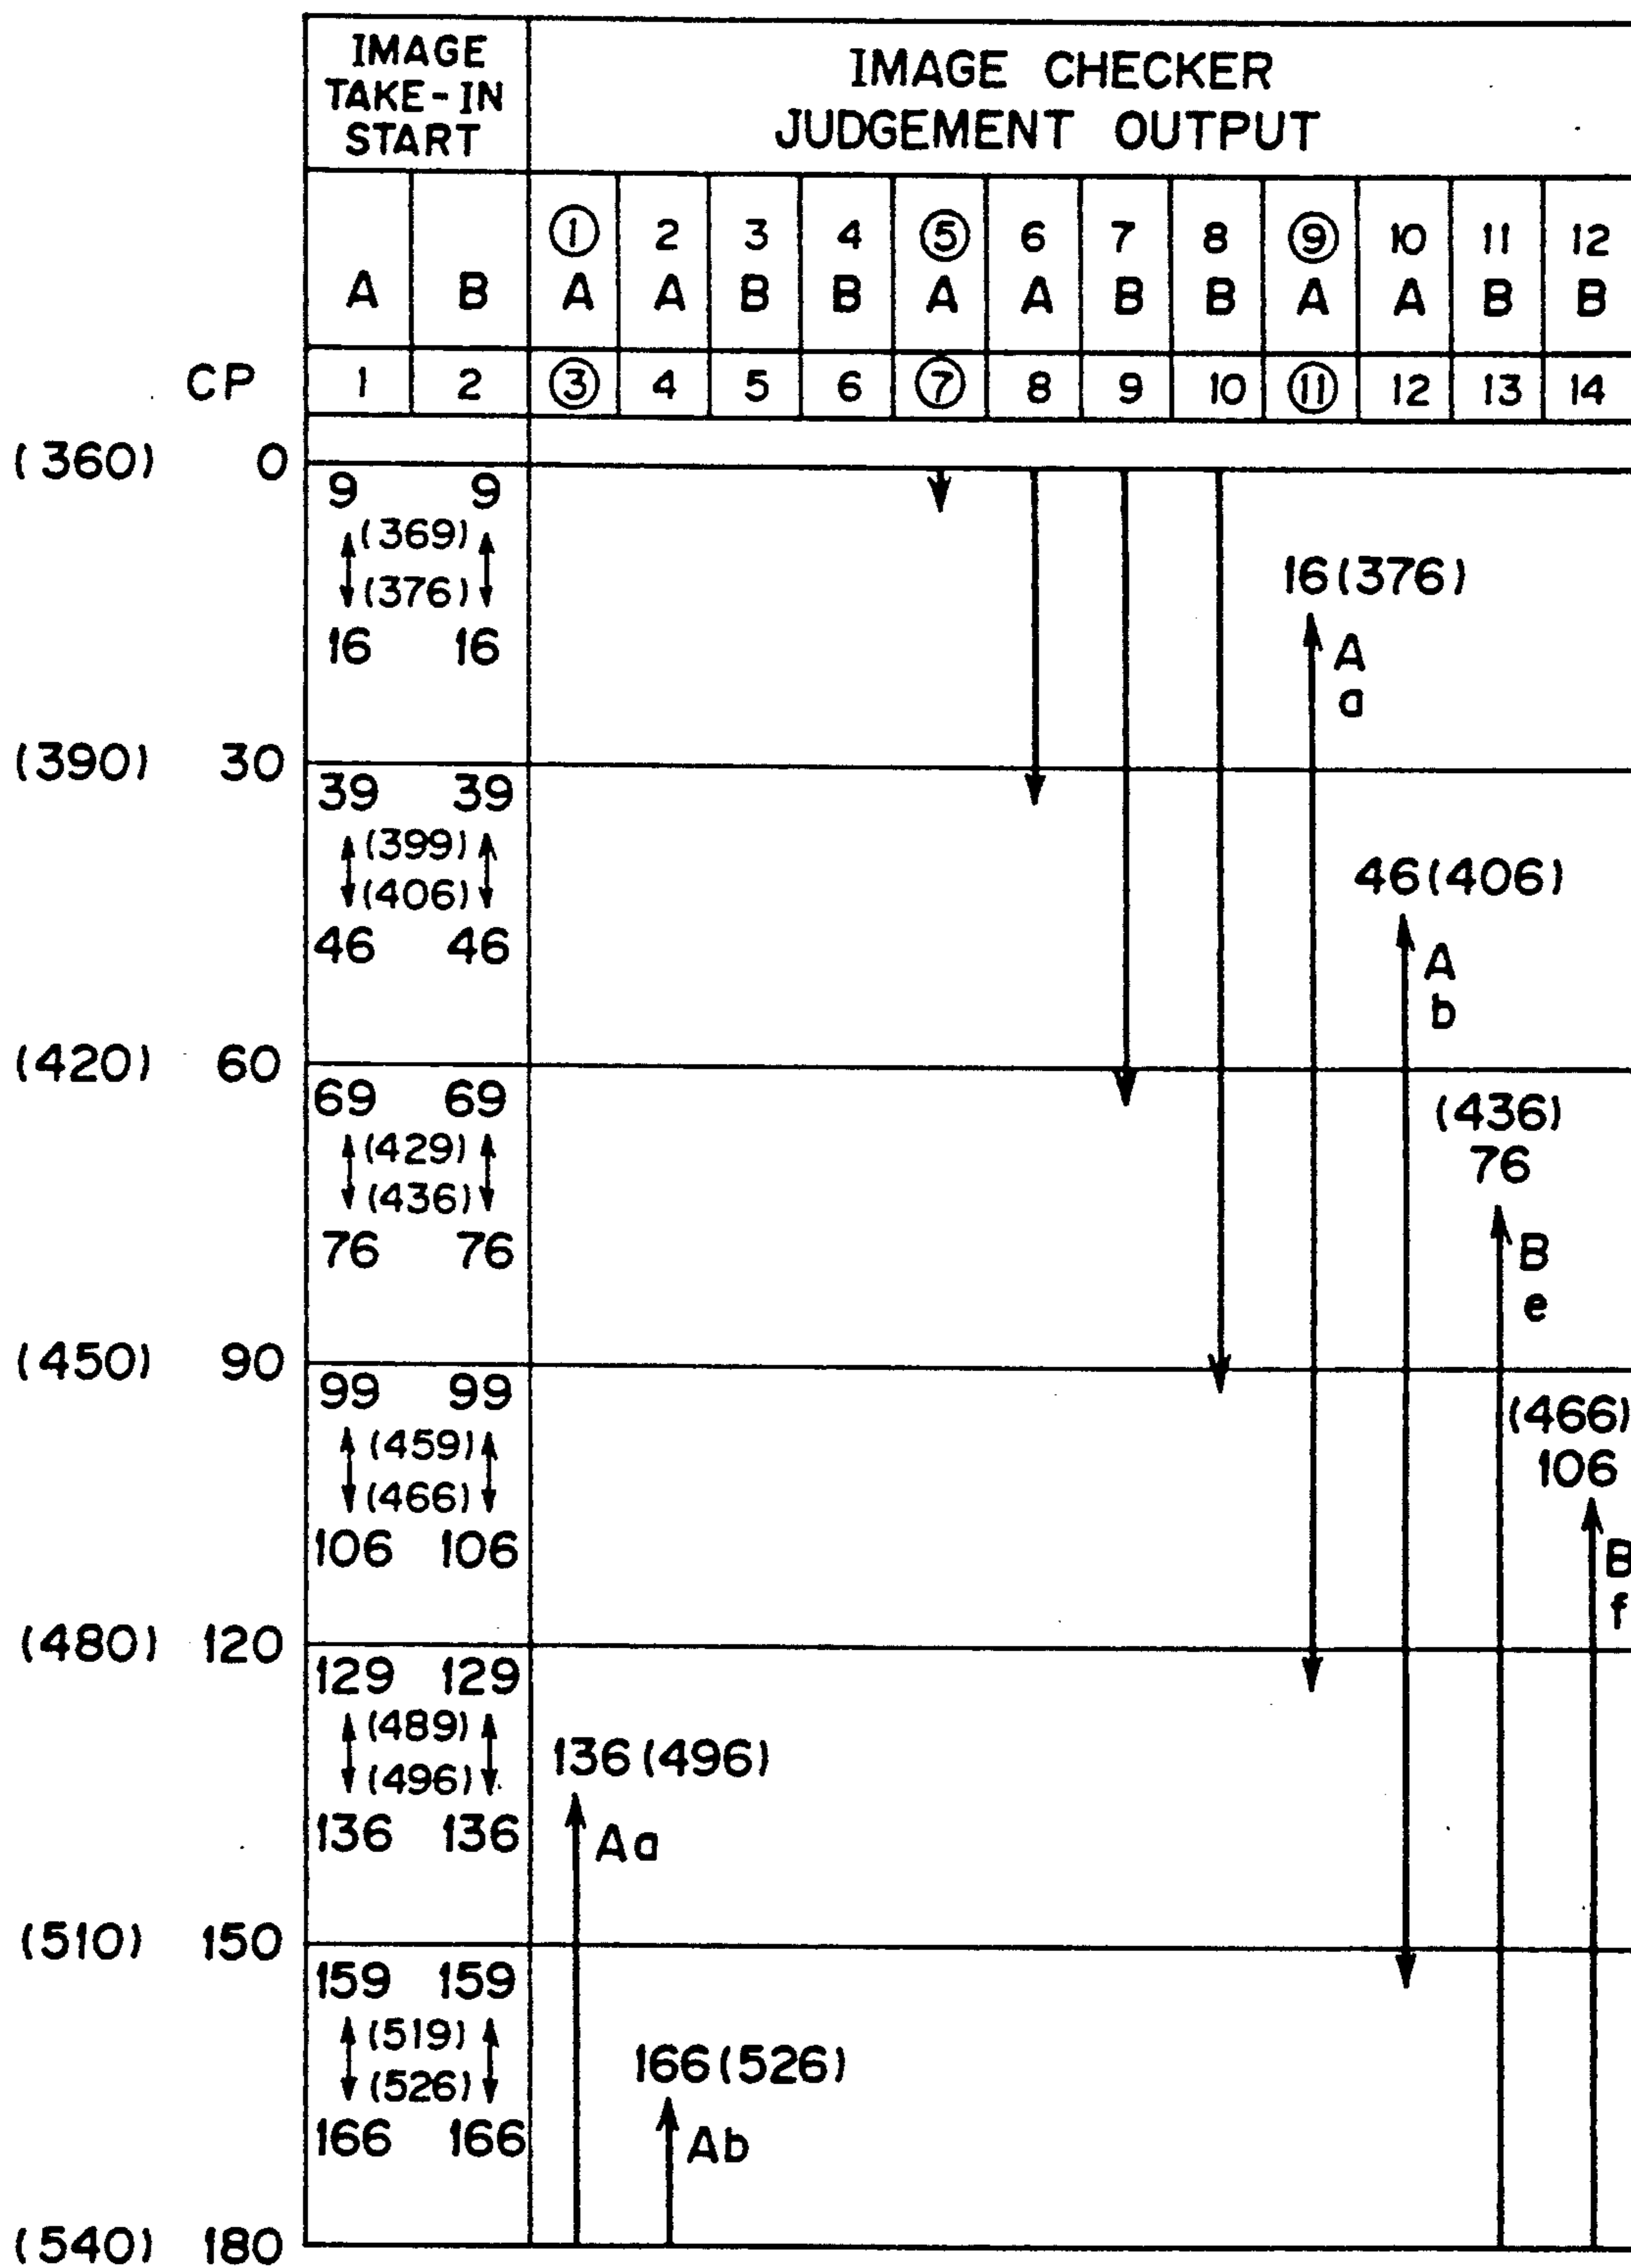 IMAGE TAKE-IN START
IMAGE CHECKER JUDGEMENT OUTPUT
① 2 3 4 ⑤ 6 7 8 ⑨ 10 11 12
A B A A B B A A B B A A B B
CP 1 2 ③ 4 5 6 ⑦ 8 9 10 ⑪ 12 13 14
(360) 0
9 9
(369)
(376)
16 16
16(376)
A
a
(390) 30
39 39
(399)
(406)
46 46
46(406)
A
b
(420) 60
69 69
(429)
(436)
76 76
(436)
76
B
e
(450) 90
99 99
(459)
(466)
106 106
(466)
106
B
f
(480) 120
129 129
(489)
(496)
136 136
136(496)
Aa
(510) 150
159 159
(519)
(526)
166 166
166(526)
Ab
(540) 180